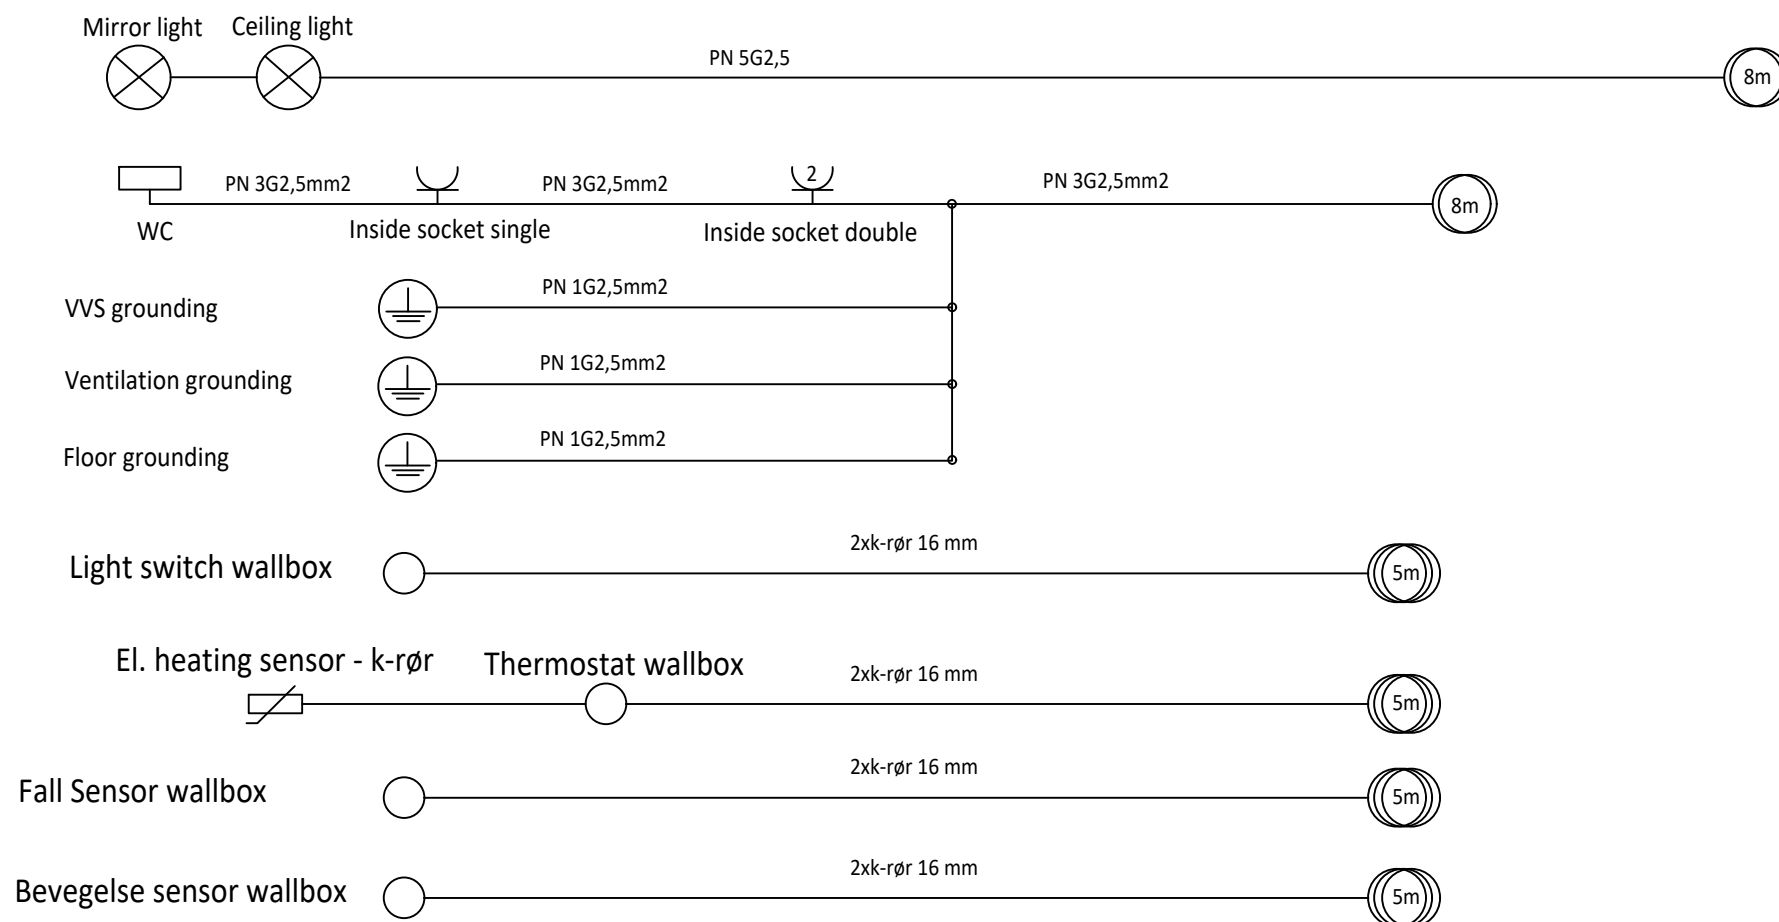 Mirror light
Ceiling light
PN 5G2,5
8m
PN 3G2,5mm2
PN 3G2,5mm2
2
PN 3G2,5mm2
8m
WC
Inside socket single
Inside socket double
VVS grounding
PN 1G2,5mm2
Ventilation grounding
PN 1G2,5mm2
Floor grounding
PN 1G2,5mm2
Light switch wallbox
2xk-rør 16 mm
5m
El. heating sensor - k-rør
Thermostat wallbox
2xk-rør 16 mm
5m
Fall Sensor wallbox
2xk-rør 16 mm
5m
Bevegelse sensor wallbox
2xk-rør 16 mm
5m